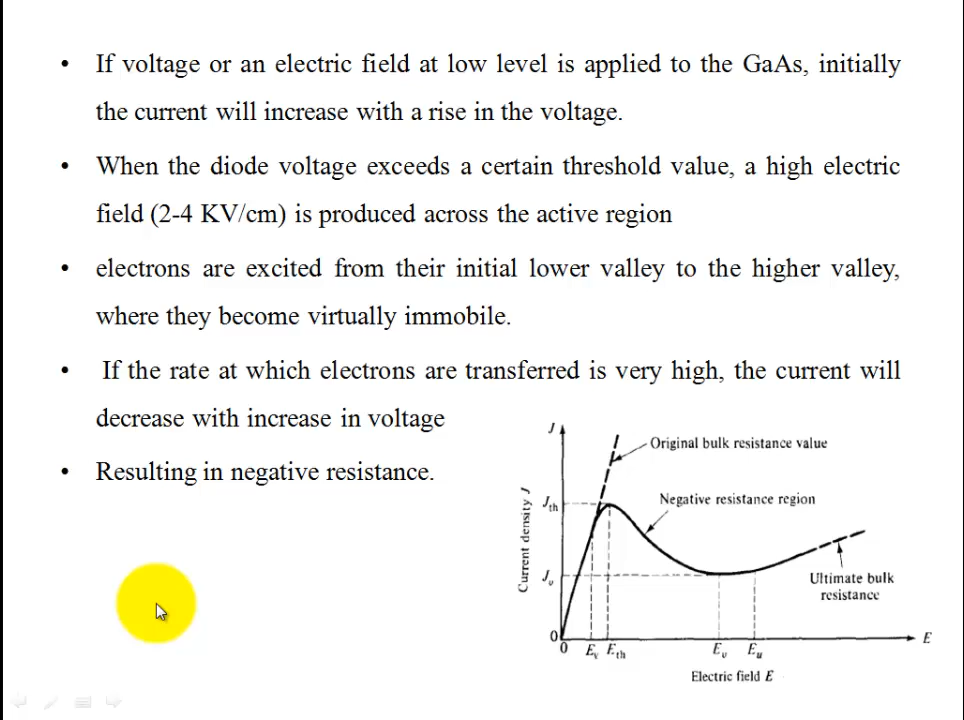 • If voltage or an electric field at low level is applied to the GaAs, initially
the current will increase with a rise in the voltage.
• When the diode voltage exceeds a certain threshold value, a high electric
field (2-4 KV/cm) is produced across the active region
• electrons are excited from their initial lower valley to the higher valley,
where they become virtually immobile.
• If the rate at which electrons are transferred is very high, the current will
decrease with increase in voltage
• Resulting in negative resistance.
J
Original bulk resistance value
Negative resistance region
Jth
Current density J
Jv
Ultimate bulk
resistance
0
0 Ev Eth Ev Eu E
Electric field E